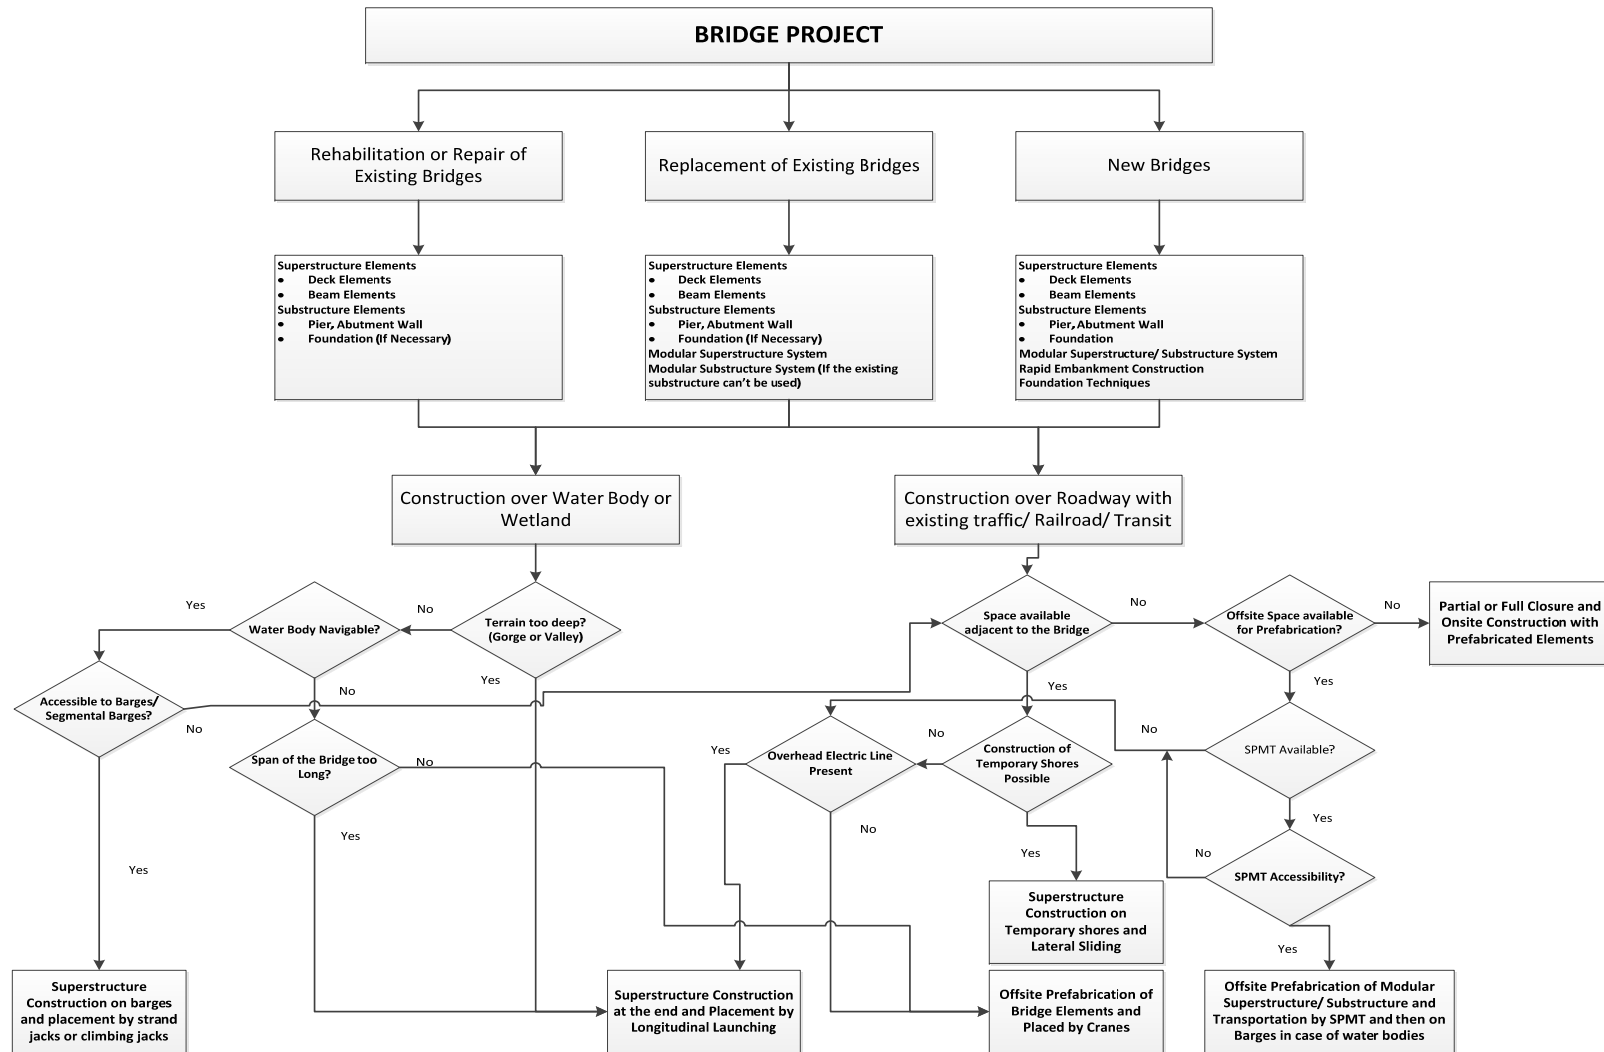 BRIDGE PROJECT
Rehabilitation or Repair of
Existing Bridges
Replacement of Existing Bridges
New Bridges
Superstructure Elements
• Deck Elements
• Beam Elements
Substructure Elements
• Pier, Abutment Wall
• Foundation (If Necessary)
Superstructure Elements
• Deck Elements
• Beam Elements
Substructure Elements
• Pier, Abutment Wall
• Foundation (If Necessary)
Modular Superstructure System
Modular Substructure System (If the existing
substructure can't be used)
Superstructure Elements
• Deck Elements
• Beam Elements
Substructure Elements
• Pier, Abutment Wall
• Foundation
Modular Superstructure/ Substructure System
Rapid Embankment Construction
Foundation Techniques
Construction over Water Body or
Wetland
Construction over Roadway with
existing traffic/ Railroad/ Transit
Yes
Water Body Navigable?
No
Terrain too deep?
(Gorge or Valley)
Space available
adjacent to the Bridge
No
Offsite Space available
for Prefabrication?
No
Partial or Full Closure and
Onsite Construction with
Prefabricated Elements
Accessible to Barges/
Segmental Barges?
No
No
Yes
Yes
Yes
Span of the Bridge too
Long?
No
Yes
Overhead Electric Line
Present
No
Construction of
Temporary Shores
Possible
No
SPMT Available?
Yes
Yes
Yes
No
Yes
Yes
No
SPMT Accessibility?
Superstructure
Construction on
Temporary shores and
Lateral Sliding
Yes
Superstructure
Construction on barges
and placement by strand
jacks or climbing jacks
Superstructure Construction
at the end and Placement by
Longitudinal Launching
Offsite Prefabrication of
Bridge Elements and
Placed by Cranes
Offsite Prefabrication of Modular
Superstructure/ Substructure and
Transportation by SPMT and then on
Barges in case of water bodies